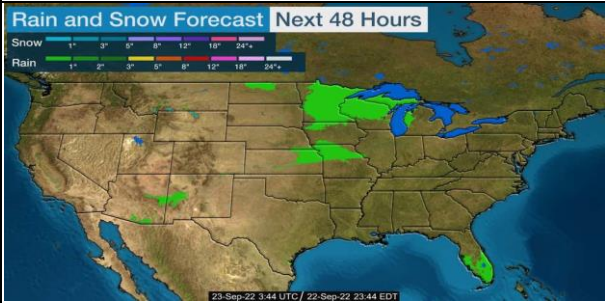 Rain and Snow Forecast Next 48 Hours
Snow 1" 3" 5" 8" 12" 18" 24"+
Rain 1" 2" 3" 5" 8" 12" 18" 24"+
23-Sep-22 3:44 UTC / 22-Sep-22 23:44 EDT